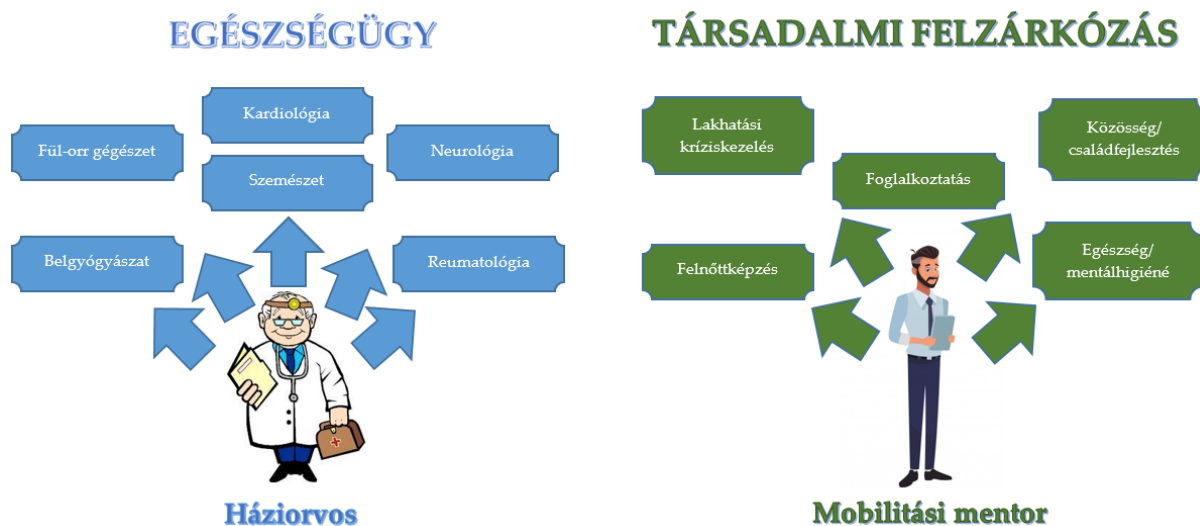 EGÉSZSÉGÜGY
Kardiológia
Fül-orr gégészet
Neurológia
Szemészet
Belgyógyászat
Reumatológia
Háziorvos
TÁRSADALMI FELZÁRKÓZÁS
Lakhatási
kríziskezelés
Közösség/
családfejlesztés
Foglalkoztatás
Felnőttképzés
Egészség/
mentálhigiéné
Mobilitási mentor